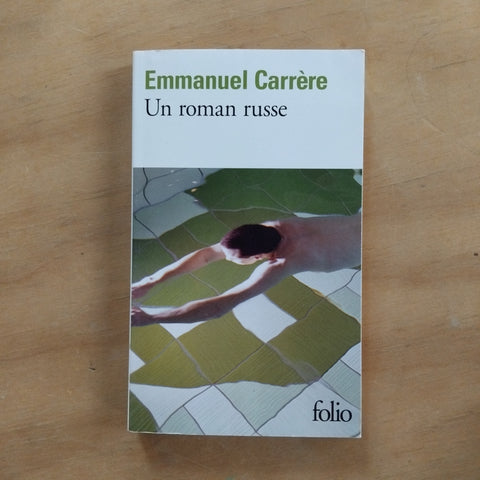 Emmanuel Carrère
Un roman russe
folio